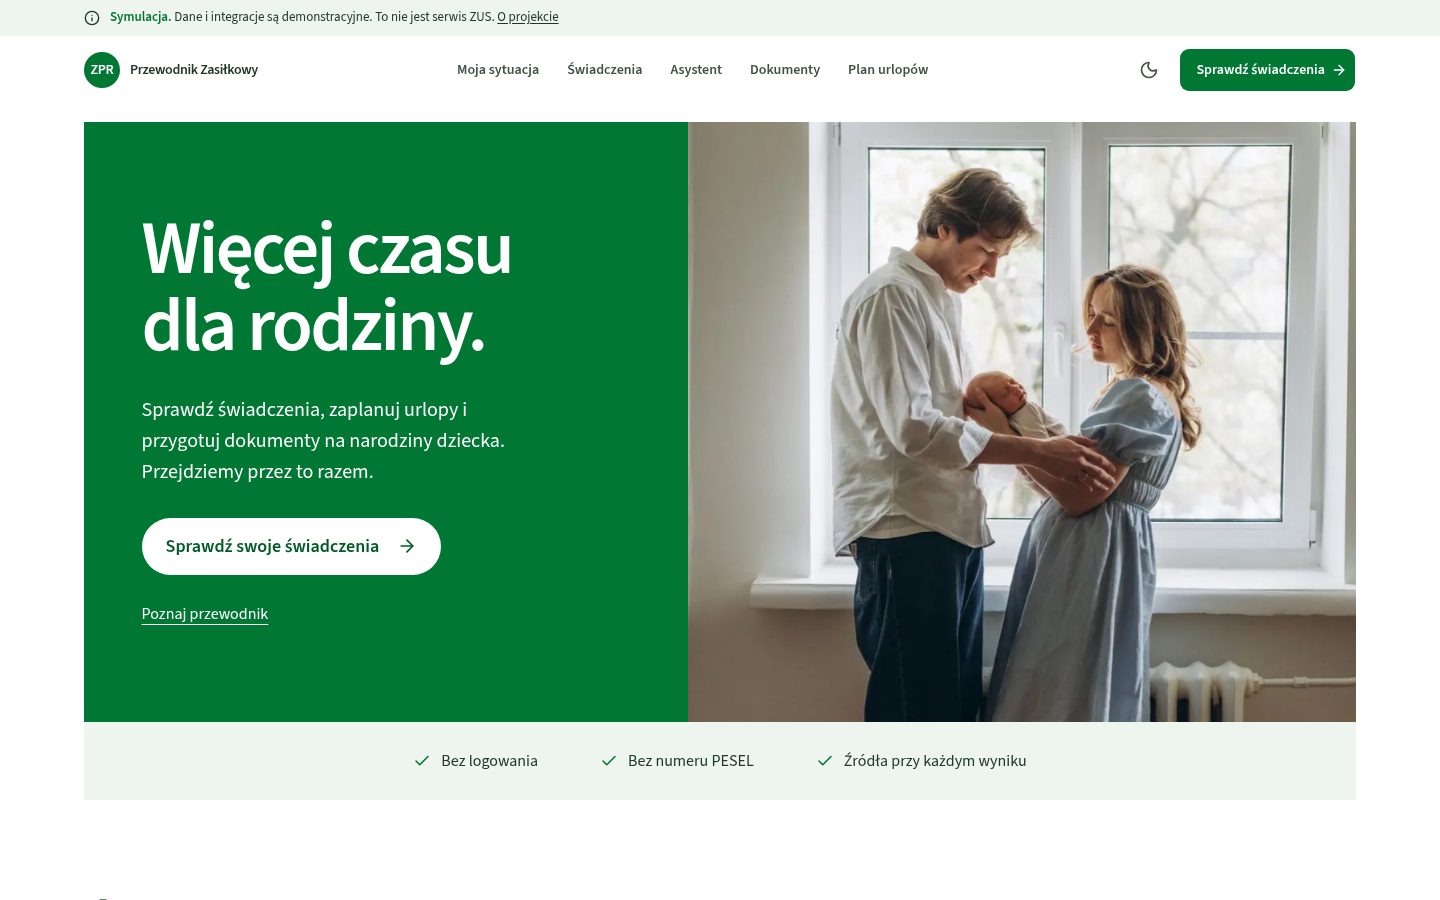 Symulacja. Dane i integracje są demonstracyjne. To nie jest serwis ZUS. O projekcie
ZPR Przewodnik Zasiłkowy
Moja sytuacja Świadczenia Asystent Dokumenty Plan urlopów
Sprawdź świadczenia
Więcej czasu
dla rodziny.
Sprawdź świadczenia, zaplanuj urlopy i
przygotuj dokumenty na narodziny dziecka.
Przejdziemy przez to razem.
Sprawdź swoje świadczenia
Poznaj przewodnik
Bez logowania Bez numeru PESEL Źródła przy każdym wyniku